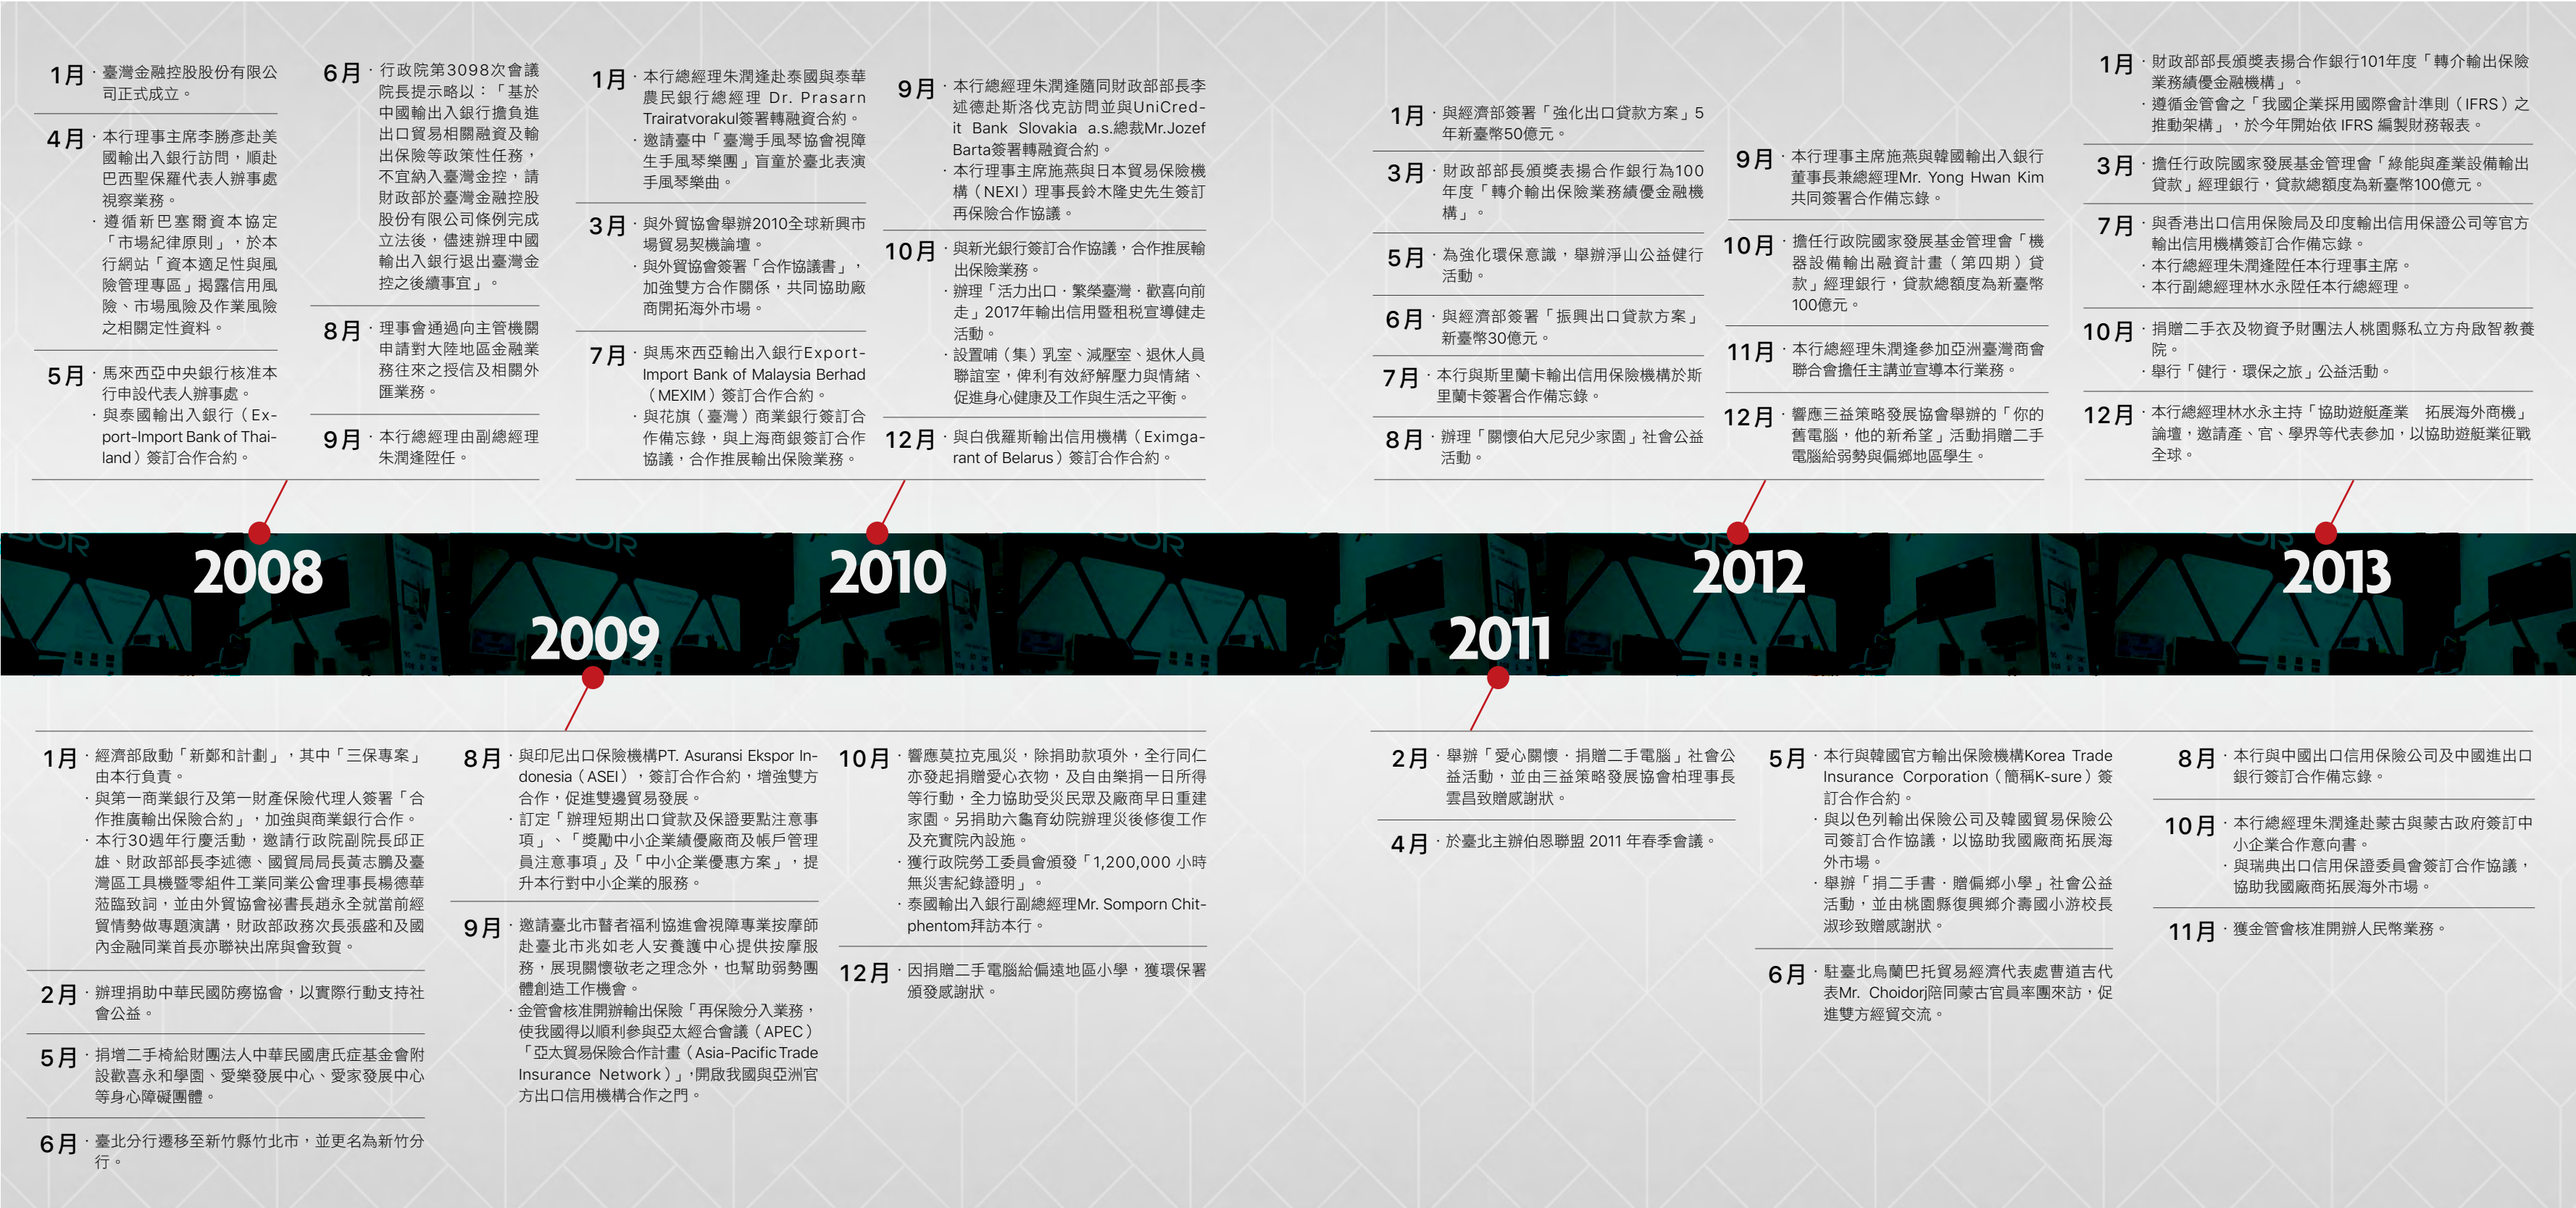 1月 · 臺灣金融控股股份有限公
司正式成立。
4月 · 本行理事主席李勝彥赴美
國輸出入銀行訪問，順赴
巴西聖保羅代表人辦事處
視察業務。
· 遵循新巴塞爾資本協定
「市場紀律原則」，於本
行網站「資本適足性與風
險管理專區」揭露信用風
險、市場風險及作業風險
之相關定性資料。
5月 · 馬來西亞中央銀行核准本
行申設代表人辦事處。
· 與泰國輸出入銀行（Ex-
port-Import Bank of Thai-
land）簽訂合作合約。
6月 · 行政院第3098次會議
院長提示略以：「基於
中國輸出入銀行擔負進
出口貿易相關融資及輸
出保險等政策性任務，
不宜納入臺灣金控，請
財政部於臺灣金融控股
股份有限公司條例完成
立法後，儘速辦理中國
輸出入銀行退出臺灣金
控之後續事宜」。
8月 · 理事會通過向主管機關
申請對大陸地區金融業
務往來之授信及相關外
匯業務。
9月 · 本行總經理由副總經理
朱潤逢陞任。
1月 · 本行總經理朱潤逢赴泰國與泰華
農民銀行總經理 Dr. Prasarn
Trairatvorakul簽署轉融資合約。
· 邀請臺中「臺灣手風琴協會視障
生手風琴樂團」盲童於臺北表演
手風琴樂曲。
3月 · 與外貿協會舉辦2010全球新興市
場貿易契機論壇。
· 與外貿協會簽署「合作協議書」，
加強雙方合作關係，共同協助廠
商開拓海外市場。
7月 · 與馬來西亞輸出入銀行Export-
Import Bank of Malaysia Berhad
（MEXIM）簽訂合作合約。
· 與花旗（臺灣）商業銀行簽訂合
作備忘錄，與上海商銀簽訂合作
協議，合作推展輸出保險業務。
9月 · 本行總經理朱潤逢隨同財政部部長李
述德赴斯洛伐克訪問並與UniCred-
it Bank Slovakia a.s.總裁Mr.Jozef
Barta簽署轉融資合約。
· 本行理事主席施燕與日本貿易保險機
構（NEXI）理事長鈴木隆史先生簽訂
再保險合作協議。
10月 · 與新光銀行簽訂合作協議，合作推展輸
出保險業務。
· 辦理「活力出口．繁榮臺灣．歡喜向前
走」2017年輸出信用暨租稅宣導健走
活動。
· 設置哺（集）乳室、減壓室、退休人員
聯誼室，俾利有效紓解壓力與情緒、
促進身心健康及工作與生活之平衡。
12月 · 與白俄羅斯輸出信用機構（Eximga-
rant of Belarus）簽訂合作合約。
1月 · 與經濟部簽署「強化出口貸款方案」5
年新臺幣50億元。
3月 · 財政部部長頒獎表揚合作銀行為100
年度「轉介輸出保險業務績優金融機
構」。
5月 · 為強化環保意識，舉辦淨山公益健行
活動。
6月 · 與經濟部簽署「振興出口貸款方案」
新臺幣30億元。
7月 · 本行與斯里蘭卡輸出信用保險機構於斯
里蘭卡簽署合作備忘錄。
8月 · 辦理「關懷伯大尼兒少家園」社會公益
活動。
9月 · 本行理事主席施燕與韓國輸出入銀行
董事長兼總經理Mr. Yong Hwan Kim
共同簽署合作備忘錄。
10月 · 擔任行政院國家發展基金管理會「機
器設備輸出融資計畫（第四期）貸
款」經理銀行，貸款總額度為新臺幣
100億元。
11月 · 本行總經理朱潤逢參加亞洲臺灣商會
聯合會擔任主講並宣導本行業務。
12月 · 響應三益策略發展協會舉辦的「你的
舊電腦，他的新希望」活動捐贈二手
電腦給弱勢與偏鄉地區學生。
1月 · 財政部部長頒獎表揚合作銀行101年度「轉介輸出保險
業務績優金融機構」。
· 遵循金管會之「我國企業採用國際會計準則（IFRS）之
推動架構」，於今年開始依 IFRS 編製財務報表。
3月 · 擔任行政院國家發展基金管理會「綠能與產業設備輸出
貸款」經理銀行，貸款總額度為新臺幣100億元。
7月 · 與香港出口信用保險局及印度輸出信用保證公司等官方
輸出信用機構簽訂合作備忘錄。
· 本行總經理朱潤逢陞任本行理事主席。
· 本行副總經理林水永陞任本行總經理。
10月 · 捐贈二手衣及物資予財團法人桃園縣私立方舟啟智教養
院。
· 舉行「健行．環保之旅」公益活動。
12月 · 本行總經理林水永主持「協助遊艇產業　拓展海外商機」
論壇，邀請產、官、學界等代表參加，以協助遊艇業征戰
全球。
2008
2009
2010
2011
2012
2013
1月 · 經濟部啟動「新鄭和計劃」，其中「三保專案」
由本行負責。
· 與第一商業銀行及第一財產保險代理人簽署「合
作推廣輸出保險合約」，加強與商業銀行合作。
· 本行30週年行慶活動，邀請行政院副院長邱正
雄、財政部部長李述德、國貿局局長黃志鵬及臺
灣區工具機暨零組件工業同業公會理事長楊德華
蒞臨致詞，並由外貿協會祕書長趙永全就當前經
貿情勢做專題演講，財政部政務次長張盛和及國
內金融同業首長亦聯袂出席與會致賀。
2月 · 辦理捐助中華民國防癆協會，以實際行動支持社
會公益。
5月 · 捐增二手椅給財團法人中華民國唐氏症基金會附
設歡喜永和學園、愛樂發展中心、愛家發展中心
等身心障礙團體。
6月 · 臺北分行遷移至新竹縣竹北市，並更名為新竹分
行。
8月 · 與印尼出口保險機構PT. Asuransi Ekspor In-
donesia（ASEI），簽訂合作合約，增強雙方
合作，促進雙邊貿易發展。
· 訂定「辦理短期出口貸款及保證要點注意事
項」、「獎勵中小企業績優廠商及帳戶管理
員注意事項」及「中小企業優惠方案」，提
升本行對中小企業的服務。
9月 · 邀請臺北市瞽者福利協進會視障專業按摩師
赴臺北市兆如老人安養護中心提供按摩服
務，展現關懷敬老之理念外，也幫助弱勢團
體創造工作機會。
· 金管會核准開辦輸出保險「再保險分入業務，
使我國得以順利參與亞太經合會議（APEC）
「亞太貿易保險合作計畫（Asia-Pacific Trade
Insurance Network）」，開啟我國與亞洲官
方出口信用機構合作之門。
10月 · 響應莫拉克風災，除捐助款項外，全行同仁
亦發起捐贈愛心衣物，及自由樂捐一日所得
等行動，全力協助受災民眾及廠商早日重建
家園。另捐助六龜育幼院辦理災後修復工作
及充實院內設施。
· 獲行政院勞工委員會頒發「1,200,000 小時
無災害紀錄證明」。
· 泰國輸出入銀行副總經理Mr. Somporn Chit-
phentom拜訪本行。
12月 · 因捐贈二手電腦給偏遠地區小學，獲環保署
頒發感謝狀。
2月 · 舉辦「愛心關懷．捐贈二手電腦」社會公
益活動，並由三益策略發展協會柏理事長
雲昌致贈感謝狀。
4月 · 於臺北主辦伯恩聯盟 2011 年春季會議。
5月 · 本行與韓國官方輸出保險機構Korea Trade
Insurance Corporation（簡稱K-sure）簽
訂合作合約。
· 與以色列輸出保險公司及韓國貿易保險公
司簽訂合作協議，以協助我國廠商拓展海
外市場。
· 舉辦「捐二手書．贈偏鄉小學」社會公益
活動，並由桃園縣復興鄉介壽國小游校長
淑珍致贈感謝狀。
6月 · 駐臺北烏蘭巴托貿易經濟代表處曹道吉代
表Mr. Choidorj陪同蒙古官員率團來訪，促
進雙方經貿交流。
8月 · 本行與中國出口信用保險公司及中國進出口
銀行簽訂合作備忘錄。
10月 · 本行總經理朱潤逢赴蒙古與蒙古政府簽訂中
小企業合作意向書。
· 與瑞典出口信用保證委員會簽訂合作協議，
協助我國廠商拓展海外市場。
11月 · 獲金管會核准開辦人民幣業務。